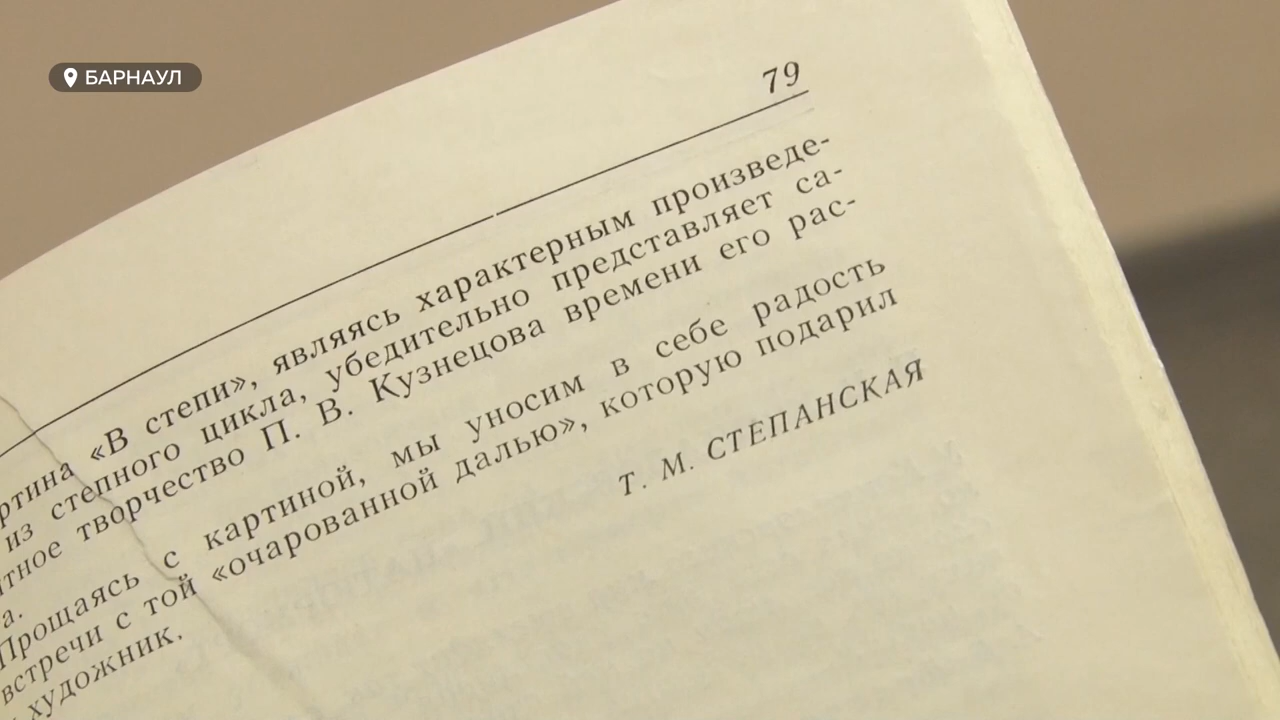 БАРНАУЛ
79
ртина «В степи», являясь характерным произведе-
из степного цикла, убедительно представляет са-
тное творчество П. В. Кузнецова времени его рас-
а.
Прощаясь с картиной, мы уносим в себе радость
встречи с той «очарованной далью», которую подарил
художник.
Т. М. СТЕПАНСКАЯ